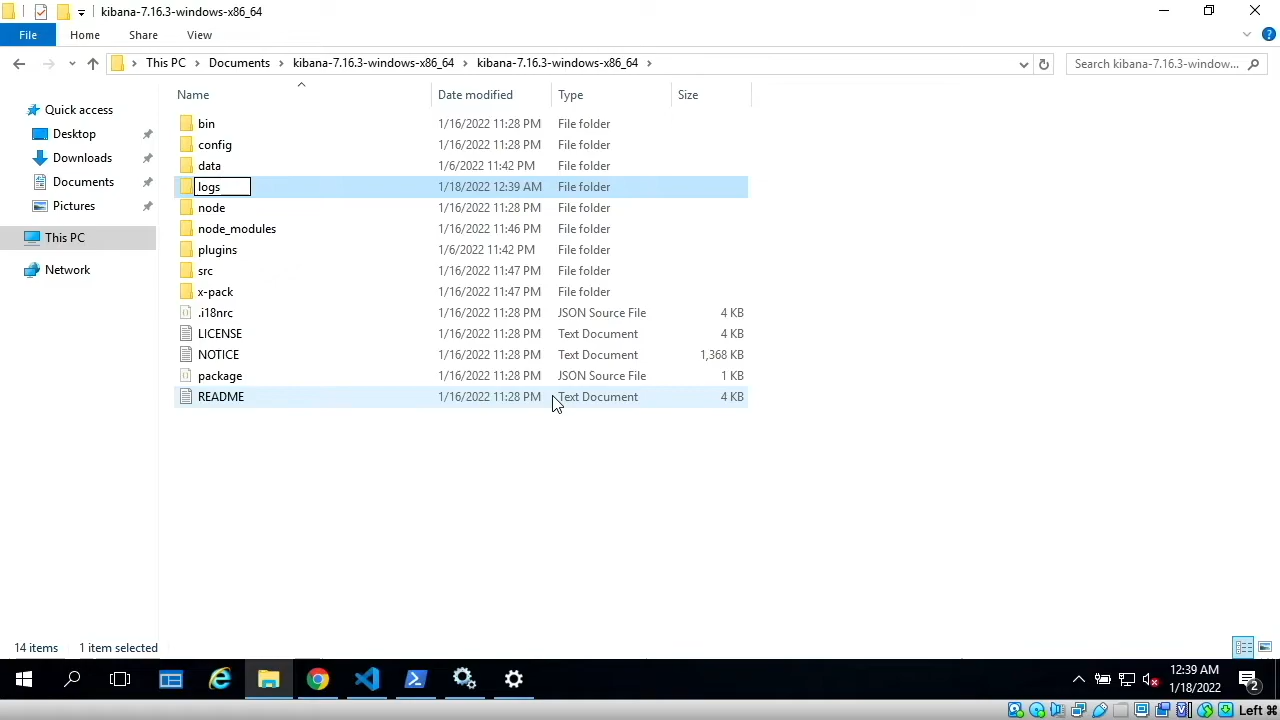 kibana-7.16.3-windows-x86_64
File Home Share View
This PC Documents kibana-7.16.3-windows-x86_64 kibana-7.16.3-windows-x86_64 Search kibana-7.16.3-window...
Name Date modified Type Size
Quick access
Desktop
Downloads
Documents
Pictures
This PC
Network
bin 1/16/2022 11:28 PM File folder
config 1/16/2022 11:28 PM File folder
data 1/6/2022 11:42 PM File folder
logs 1/18/2022 12:39 AM File folder
node 1/16/2022 11:28 PM File folder
node_modules 1/16/2022 11:46 PM File folder
plugins 1/6/2022 11:42 PM File folder
src 1/16/2022 11:47 PM File folder
x-pack 1/16/2022 11:47 PM File folder
.i18nrc 1/16/2022 11:28 PM JSON Source File 4 KB
LICENSE 1/16/2022 11:28 PM Text Document 4 KB
NOTICE 1/16/2022 11:28 PM Text Document 1,368 KB
package 1/16/2022 11:28 PM JSON Source File 1 KB
README 1/16/2022 11:28 PM Text Document 4 KB
14 items 1 item selected
12:39 AM
1/18/2022
2
Left ⌘